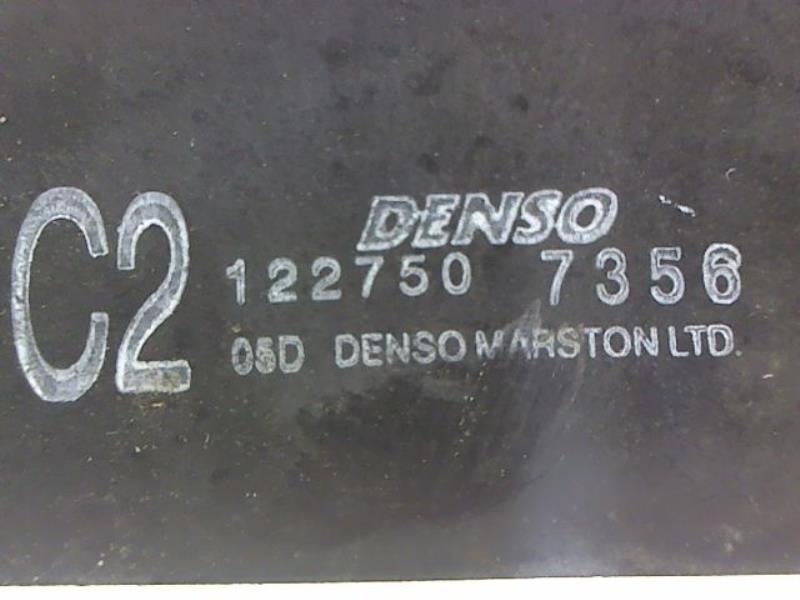 C2
DENSO
122750 7356
05D DENSO MARSTON LTD.